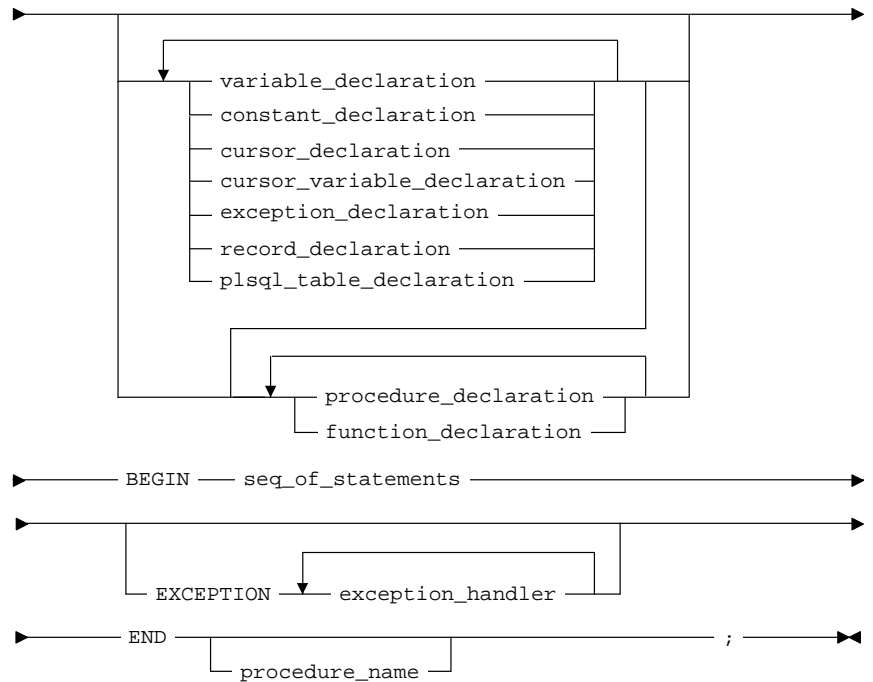 variable_declaration
constant_declaration
cursor_declaration
cursor_variable_declaration
exception_declaration
record_declaration
plsql_table_declaration
procedure_declaration
function_declaration
BEGIN seq_of_statements
EXCEPTION exception_handler
END ;
procedure_name